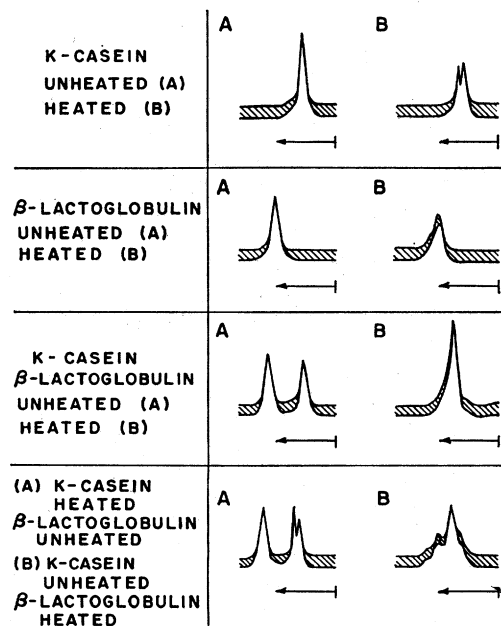 A B
K-CASEIN
UNHEATED (A)
HEATED (B)
A B
β-LACTOGLOBULIN
UNHEATED (A)
HEATED (B)
A B
K-CASEIN
β-LACTOGLOBULIN
UNHEATED (A)
HEATED (B)
(A) K-CASEIN
HEATED
β-LACTOGLOBULIN
UNHEATED
(B) K-CASEIN
UNHEATED
β-LACTOGLOBULIN
HEATED
A B